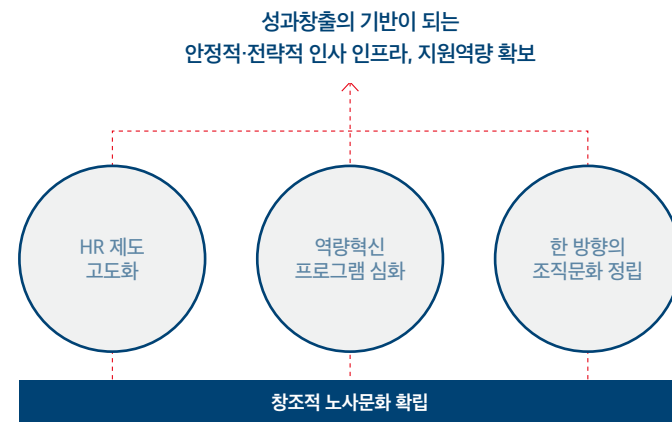 성과창출의 기반이 되는
안정적·전략적 인사 인프라, 지원역량 확보
HR 제도
고도화
역량혁신
프로그램 심화
한 방향의
조직문화 정립
창조적 노사문화 확립